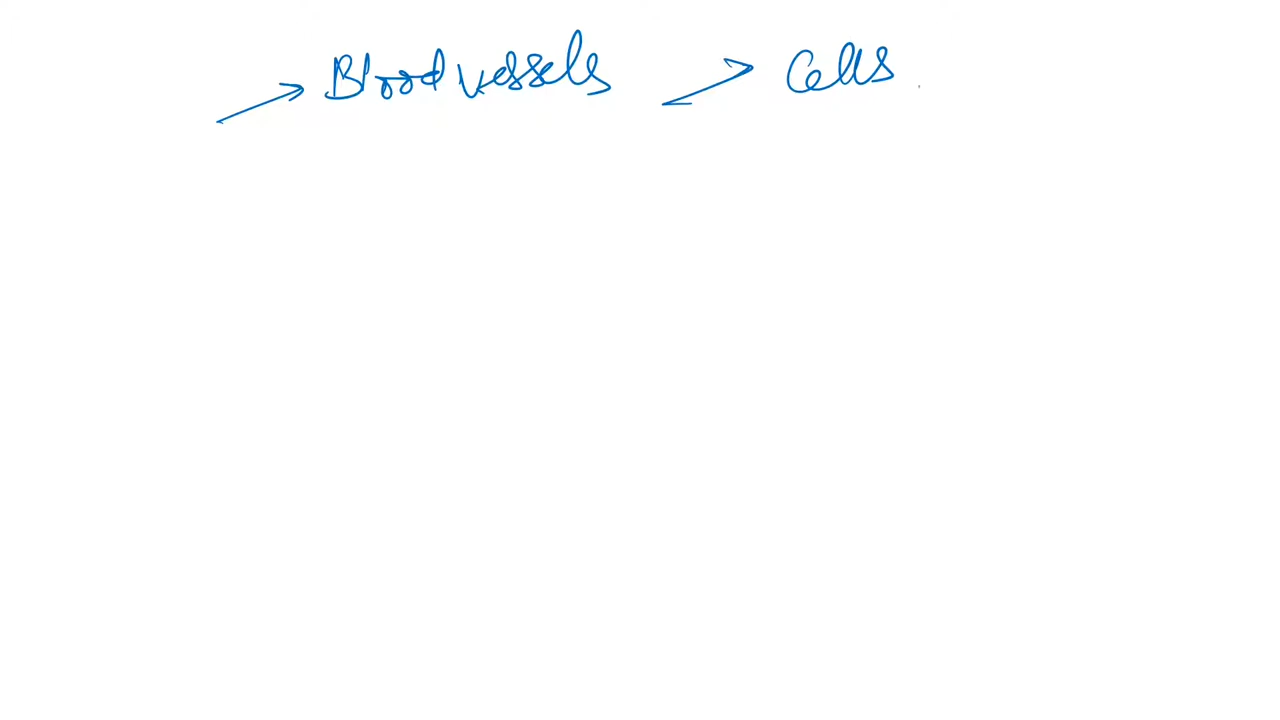 → Blood vessels → Cells